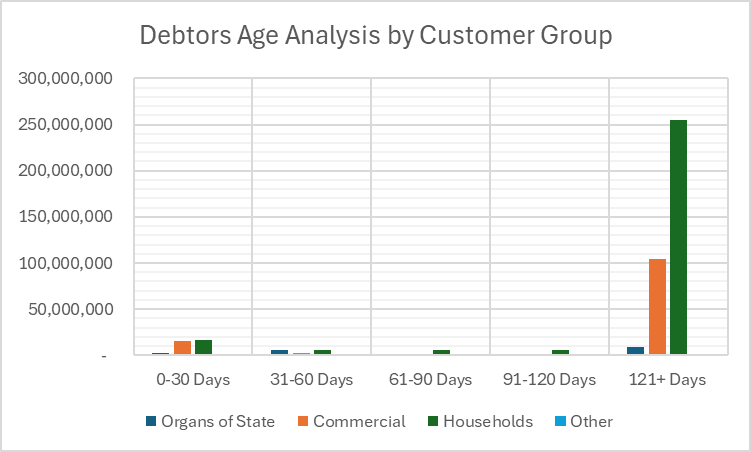 Debtors Age Analysis by Customer Group
300,000,000
250,000,000
200,000,000
150,000,000
100,000,000
50,000,000
-
0-30 Days 31-60 Days 61-90 Days 91-120 Days 121+ Days
Organs of State Commercial Households Other